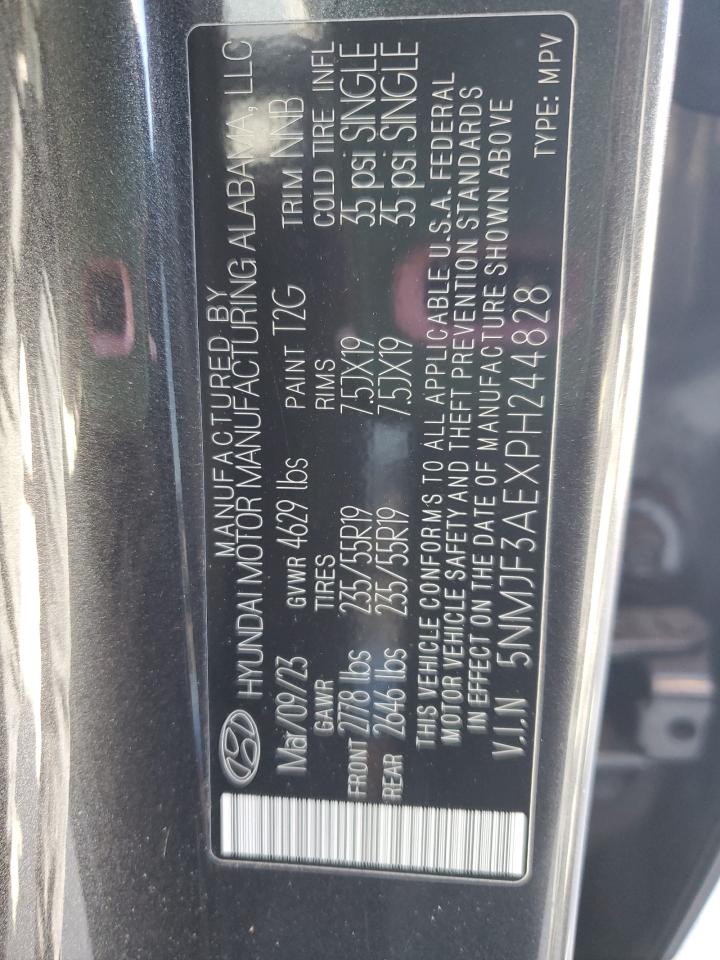 MANUFACTURED BY
HYUNDAI MOTOR MANUFACTURING ALABAMA, LLC
Mar/09/23 GVWR 4629 lbs PAINT T2G TRIM NNB
GAWR TIRES RIMS COLD TIRE INFL
FRONT 2778 lbs 235/55R19 7.5JX19 35 psi SINGLE
REAR 2646 lbs 235/55R19 7.5JX19 35 psi SINGLE
THIS VEHICLE CONFORMS TO ALL APPLICABLE U.S.A. FEDERAL
MOTOR VEHICLE SAFETY AND THEFT PREVENTION STANDARDS
IN EFFECT ON THE DATE OF MANUFACTURE SHOWN ABOVE
V.I.N 5NMJF3AEXPH244828 TYPE: MPV